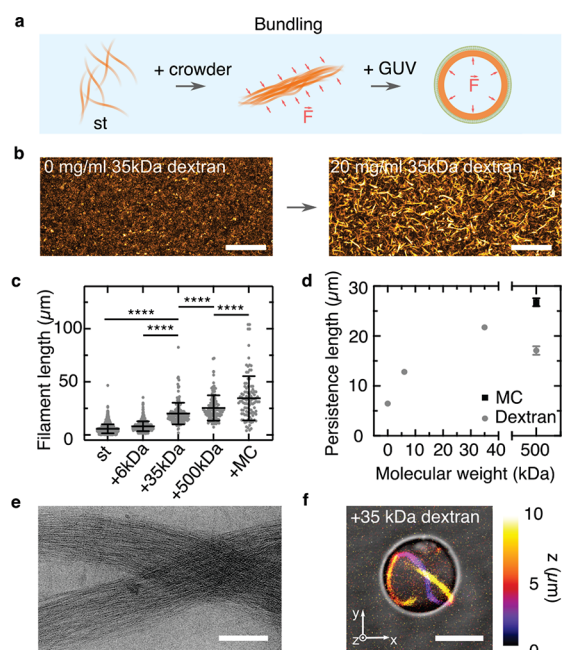 a
Bundling
+ crowder
+ GUV
st
F
F
b
0 mg/ml 35kDa dextran
20 mg/ml 35kDa dextran
c
Filament length (µm)
100
50
25
0
****
****
****
****
st
+6kDa
+35kDa
+500kDa
+MC
d
Persistence length (µm)
30
20
10
0
MC
Dextran
0
10
20
30
40
500
Molecular weight (kDa)
e
f
+35 kDa dextran
y
z
x
10
5
0
z (µm)